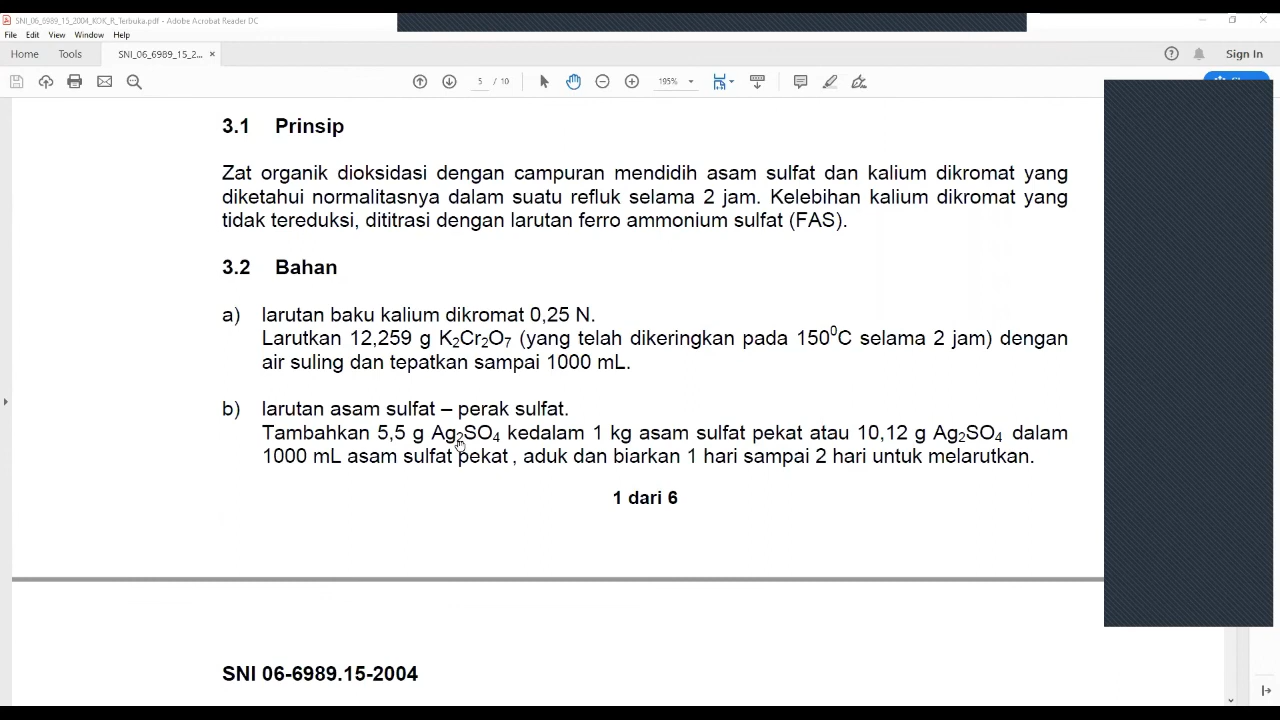 SNI_06_6989_15_2004_KOK_R_Terbuka.pdf - Adobe Acrobat Reader DC
File Edit View Window Help
Home Tools SNI_06_6989_15_2... × Sign In
5 / 10 195%
3.1 Prinsip
Zat organik dioksidasi dengan campuran mendidih asam sulfat dan kalium dikromat yang
diketahui normalitasnya dalam suatu refluk selama 2 jam. Kelebihan kalium dikromat yang
tidak tereduksi, dititrasi dengan larutan ferro ammonium sulfat (FAS).
3.2 Bahan
a) larutan baku kalium dikromat 0,25 N.
Larutkan 12,259 g K₂Cr₂O₇ (yang telah dikeringkan pada 150⁰C selama 2 jam) dengan
air suling dan tepatkan sampai 1000 mL.
b) larutan asam sulfat – perak sulfat.
Tambahkan 5,5 g Ag₂SO₄ kedalam 1 kg asam sulfat pekat atau 10,12 g Ag₂SO₄ dalam
1000 mL asam sulfat pekat , aduk dan biarkan 1 hari sampai 2 hari untuk melarutkan.
1 dari 6
SNI 06-6989.15-2004